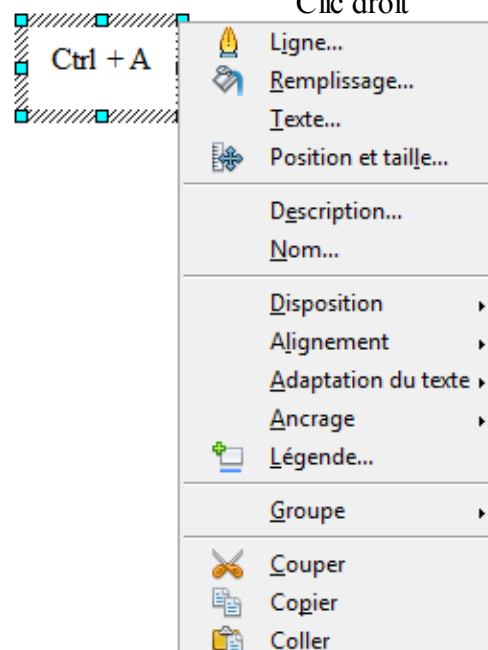 Clic droit
Ctrl + A
Ligne...
Remplissage...
Texte...
Position et taille...
Description...
Nom...
Disposition
Alignement
Adaptation du texte
Ancrage
Légende...
Groupe
Couper
Copier
Coller